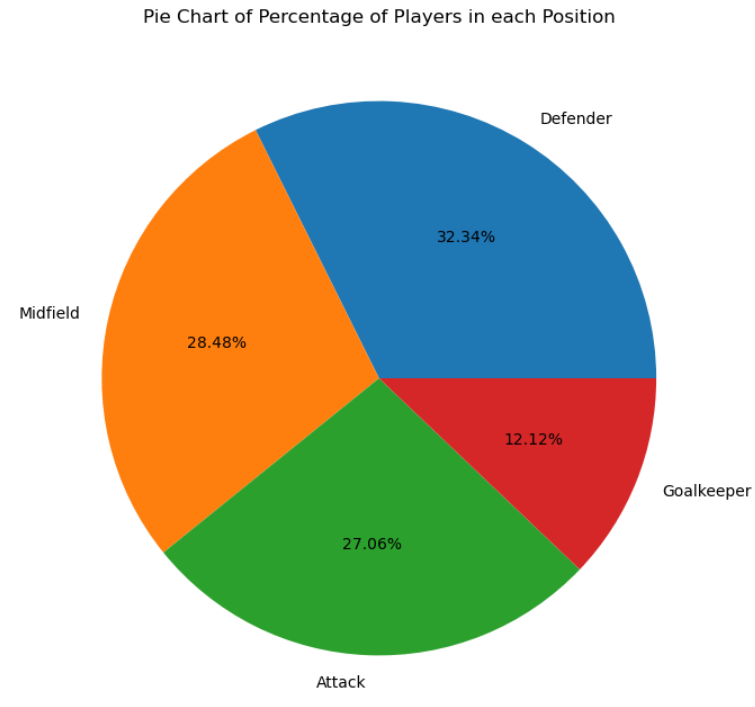 Pie Chart of Percentage of Players in each Position
Defender
32.34%
Midfield
28.48%
12.12%
Goalkeeper
27.06%
Attack